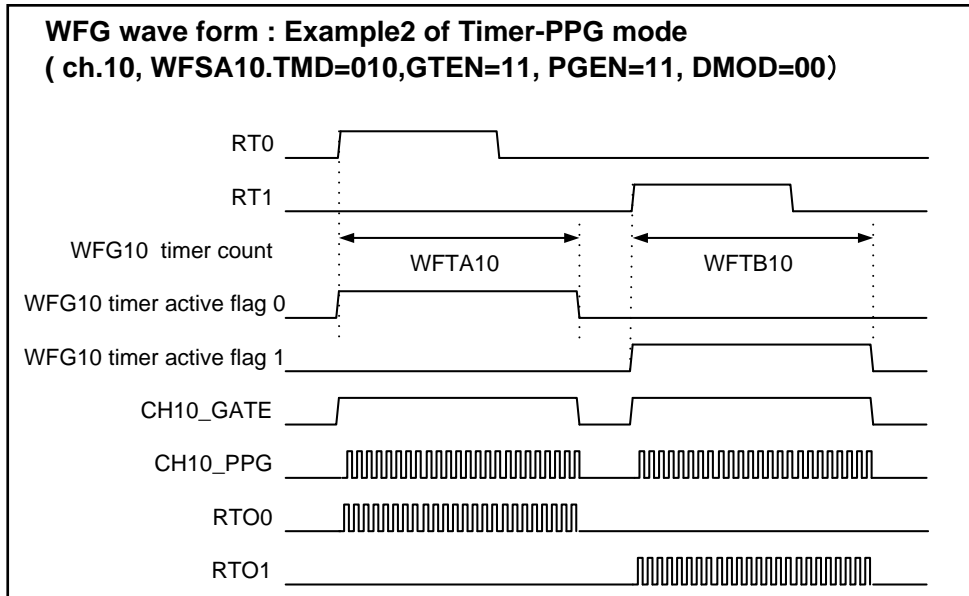 WFG wave form : Example2 of Timer-PPG mode
( ch.10, WFSA10.TMD=010,GTEN=11, PGEN=11, DMOD=00）
RT0
RT1
WFG10 timer count
WFTA10
WFTB10
WFG10 timer active flag 0
WFG10 timer active flag 1
CH10_GATE
CH10_PPG
RTO0
RTO1